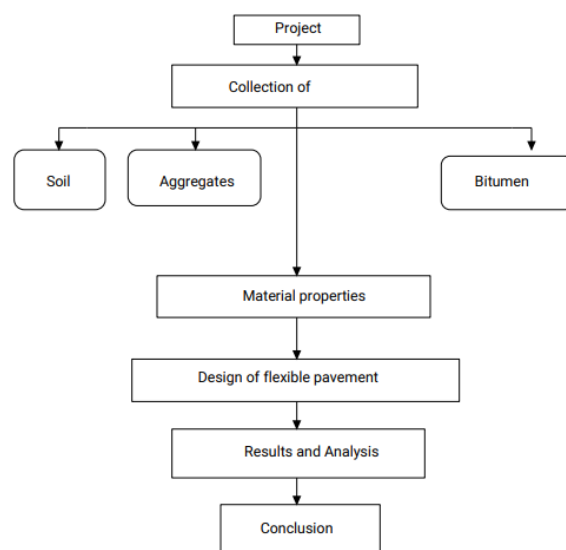 Project
Collection of
Soil
Aggregates
Bitumen
Material properties
Design of flexible pavement
Results and Analysis
Conclusion